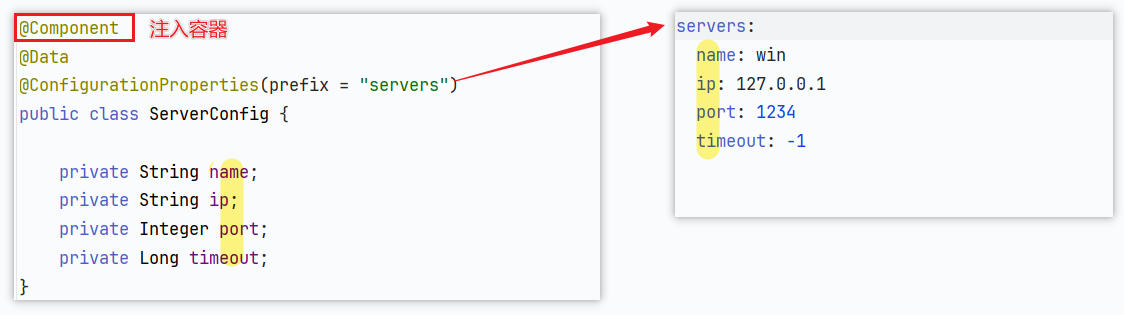 @Component 注入容器
@Data
@ConfigurationProperties(prefix = "servers")
public class ServerConfig {
private String name;
private String ip;
private Integer port;
private Long timeout;
}
servers:
name: win
ip: 127.0.0.1
port: 1234
timeout: -1